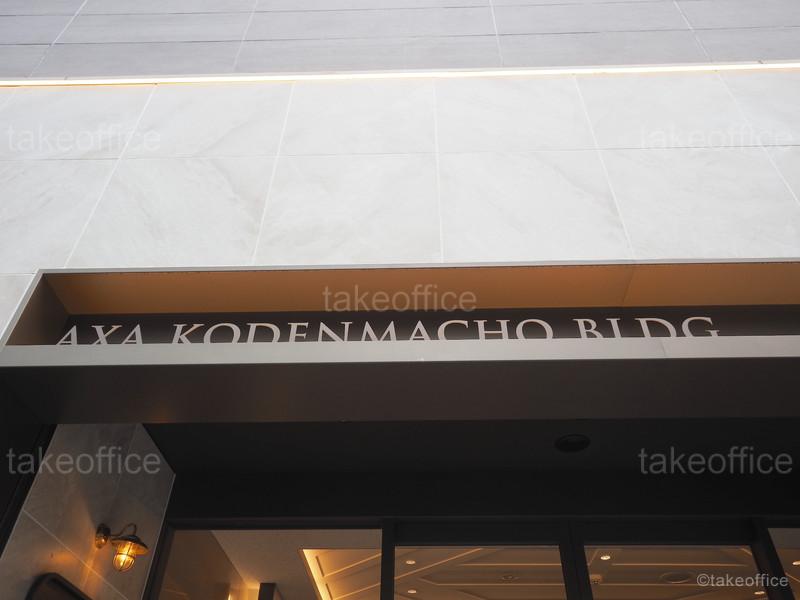 takeoffice takeoffice
takeoffice
AXA KODENMACHO BLDG
takeoffice takeoffice
©takeoffice